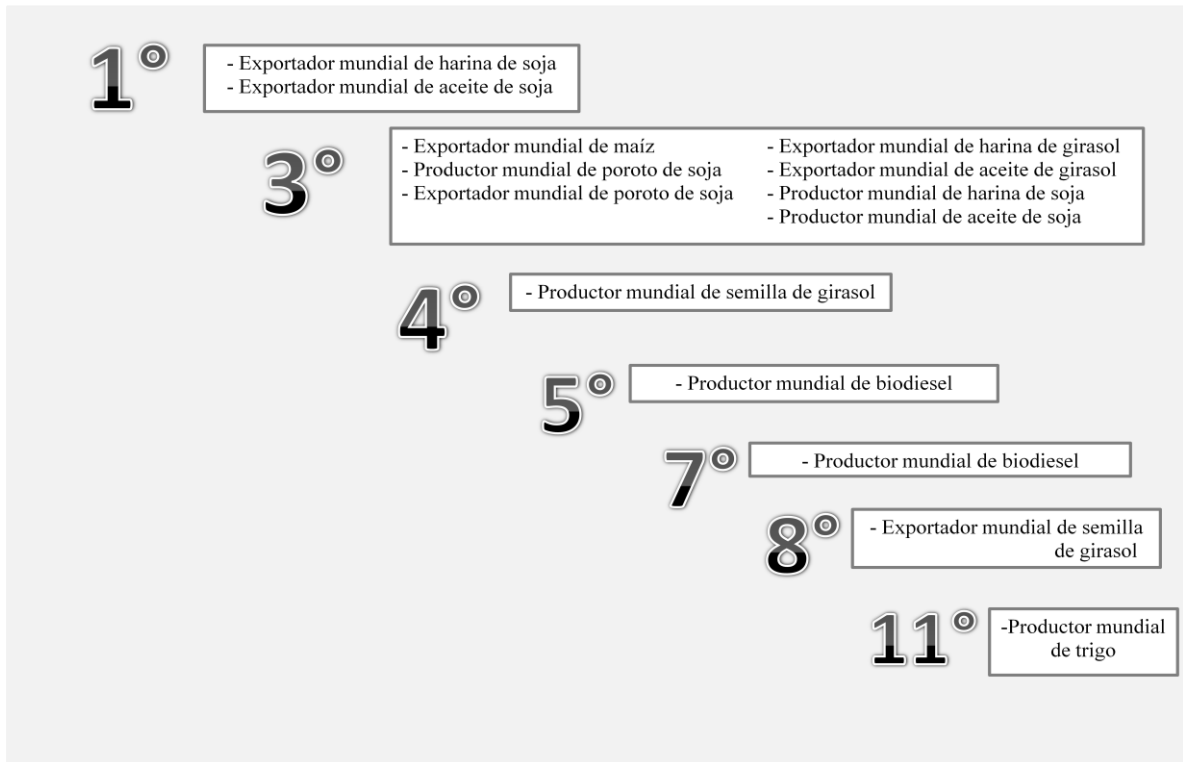 1°
- Exportador mundial de harina de soja
- Exportador mundial de aceite de soja
3°
- Exportador mundial de maíz
- Productor mundial de poroto de soja
- Exportador mundial de poroto de soja
- Exportador mundial de harina de girasol
- Exportador mundial de aceite de girasol
- Productor mundial de harina de soja
- Productor mundial de aceite de soja
4°
- Productor mundial de semilla de girasol
5°
- Productor mundial de biodiesel
7°
- Productor mundial de biodiesel
8°
- Exportador mundial de semilla
de girasol
11°
-Productor mundial
de trigo